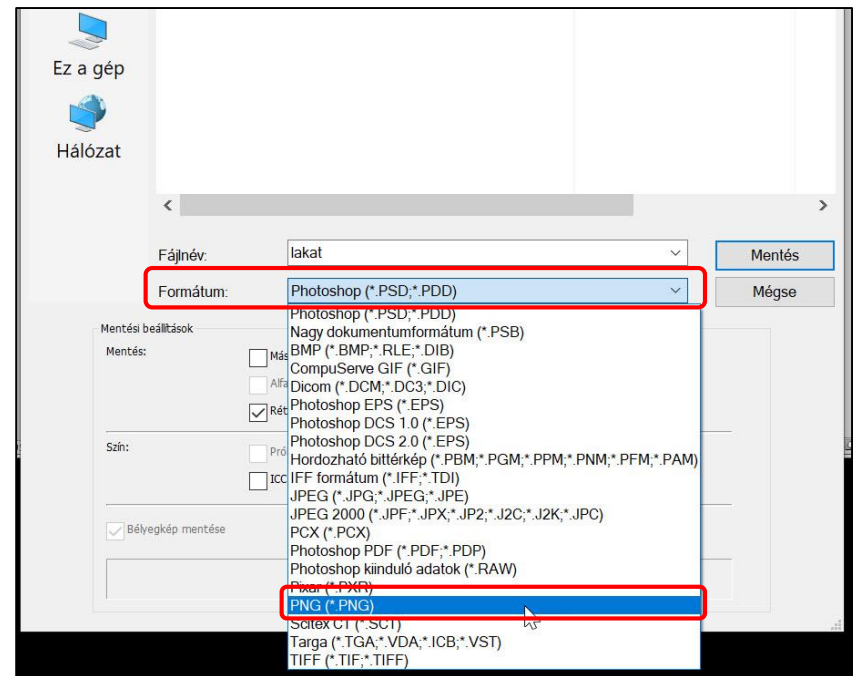 Ez a gép
Hálózat
Fájlnév: lakat Mentés
Formátum: Photoshop (*.PSD;*.PDD) Mégse
Photoshop (*.PSD;*.PDD)
Mentési beállítások
Nagy dokumentumformátum (*.PSB)
Mentés: Más BMP (*.BMP;*.RLE;*.DIB)
CompuServe GIF (*.GIF)
Alfa Dicom (*.DCM;*.DC3;*.DIC)
Rét Photoshop EPS (*.EPS)
Photoshop DCS 1.0 (*.EPS)
Photoshop DCS 2.0 (*.EPS)
Szín: Pró Hordozható bittérkép (*.PBM;*.PGM;*.PPM;*.PNM;*.PFM;*.PAM)
ICC IFF formátum (*.IFF;*.TDI)
JPEG (*.JPG;*.JPEG;*.JPE)
JPEG 2000 (*.JPF;*.JPX;*.JP2;*.J2C;*.J2K;*.JPC)
Bélyegkép mentése PCX (*.PCX)
Photoshop PDF (*.PDF;*.PDP)
Photoshop kiinduló adatok (*.RAW)
Pixar (*.PXR)
PNG (*.PNG)
Scitex CT (*.SCT)
Targa (*.TGA;*.VDA;*.ICB;*.VST)
TIFF (*.TIF;*.TIFF)